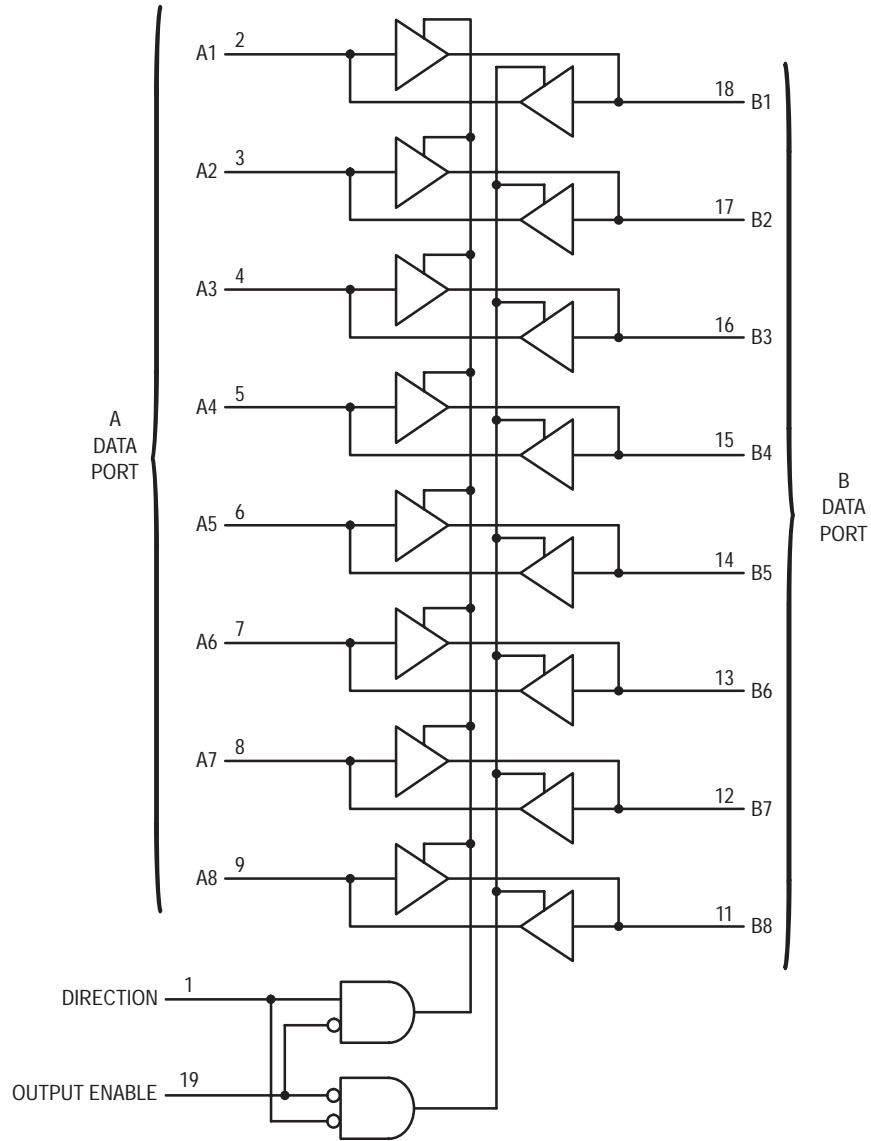 A1 2
18 B1
A2 3
17 B2
A3 4
16 B3
A4 5
15 B4
A
DATA
PORT
B
DATA
PORT
A5 6
14 B5
A6 7
13 B6
A7 8
12 B7
A8 9
11 B8
DIRECTION 1
OUTPUT ENABLE 19